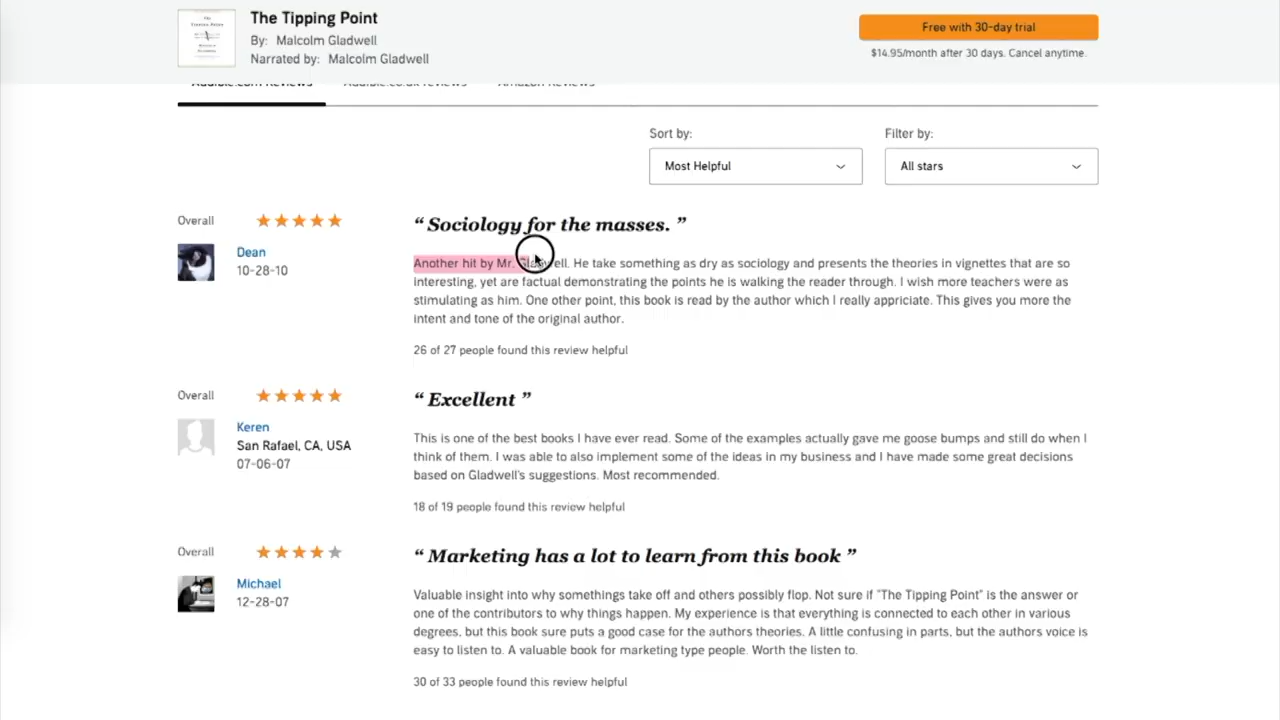 The Tipping Point
By: Malcolm Gladwell
Narrated by: Malcolm Gladwell
Free with 30-day trial
$14.95/month after 30 days. Cancel anytime.
Audible.com Reviews Audible.co.uk reviews Amazon Reviews
Sort by:
Filter by:
Most Helpful
All stars
Overall
Dean
10-28-10
“ Sociology for the masses. ”
Another hit by Mr. Gladwell. He take something as dry as sociology and presents the theories in vignettes that are so
interesting, yet are factual demonstrating the points he is walking the reader through. I wish more teachers were as
stimulating as him. One other point, this book is read by the author which I really appriciate. This gives you more the
intent and tone of the original author.
26 of 27 people found this review helpful
Overall
Keren
San Rafael, CA, USA
07-06-07
“ Excellent ”
This is one of the best books I have ever read. Some of the examples actually gave me goose bumps and still do when I
think of them. I was able to also implement some of the ideas in my business and I have made some great decisions
based on Gladwell's suggestions. Most recommended.
18 of 19 people found this review helpful
Overall
Michael
12-28-07
“ Marketing has a lot to learn from this book ”
Valuable insight into why somethings take off and others possibly flop. Not sure if "The Tipping Point" is the answer or
one of the contributors to why things happen. My experience is that everything is connected to each other in various
degrees, but this book sure puts a good case for the authors theories. A little confusing in parts, but the authors voice is
easy to listen to. A valuable book for marketing type people. Worth the listen to.
30 of 33 people found this review helpful